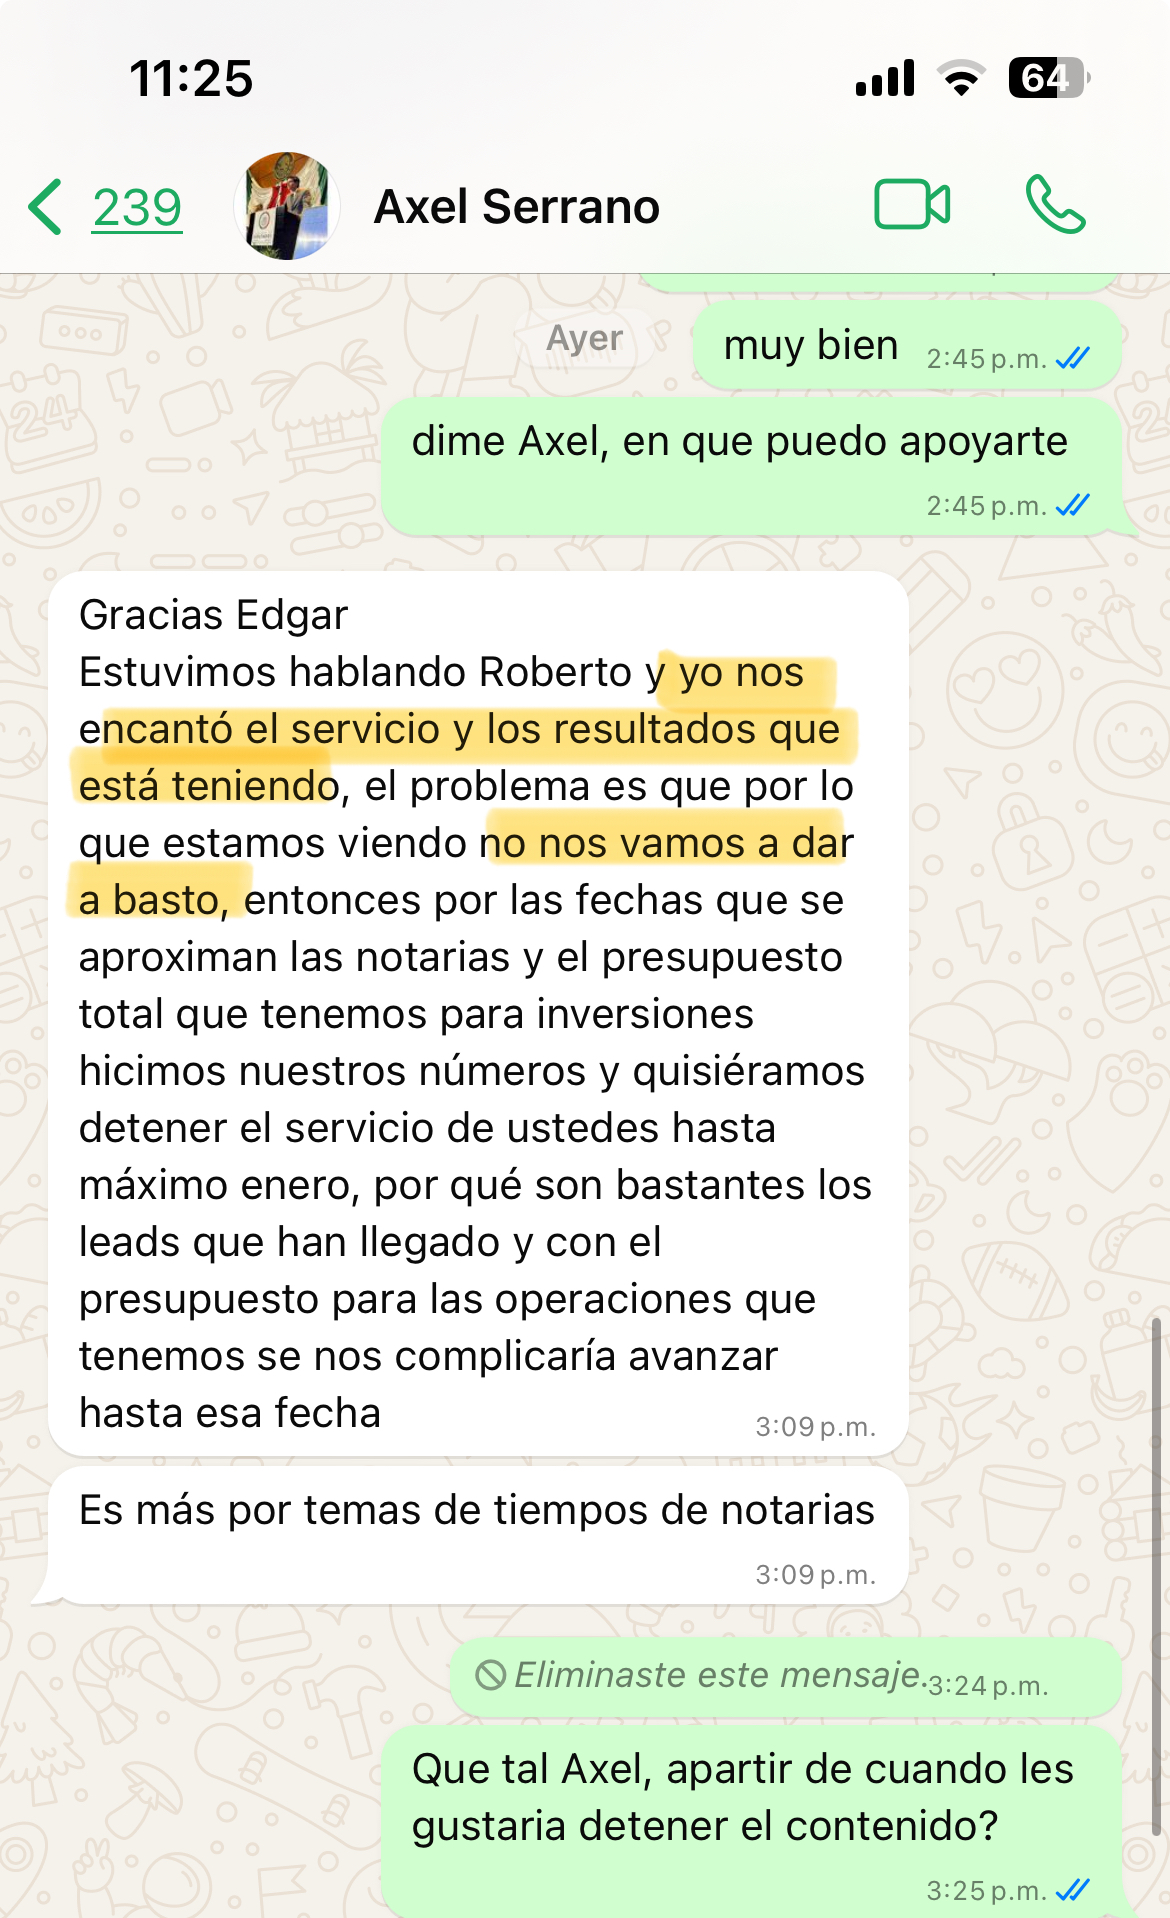 11:25
64
239
Axel Serrano
Ayer
muy bien 2:45 p.m.
dime Axel, en que puedo apoyarte
2:45 p.m.
Gracias Edgar
Estuvimos hablando Roberto y yo nos
encantó el servicio y los resultados que
está teniendo, el problema es que por lo
que estamos viendo no nos vamos a dar
a basto, entonces por las fechas que se
aproximan las notarias y el presupuesto
total que tenemos para inversiones
hicimos nuestros números y quisiéramos
detener el servicio de ustedes hasta
máximo enero, por qué son bastantes los
leads que han llegado y con el
presupuesto para las operaciones que
tenemos se nos complicaría avanzar
hasta esa fecha
3:09 p.m.
Es más por temas de tiempos de notarias
3:09 p.m.
Eliminaste este mensaje. 3:24 p.m.
Que tal Axel, apartir de cuando les
gustaria detener el contenido?
3:25 p.m.